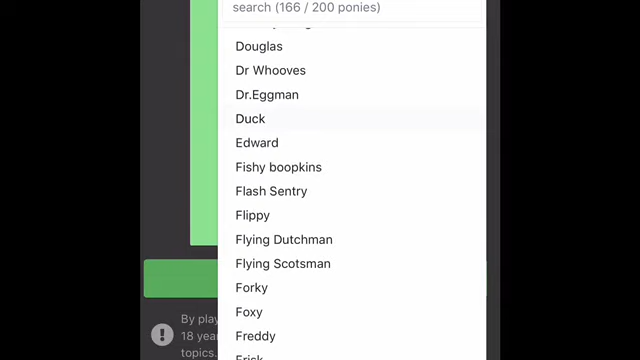 search (166 / 200 ponies)
Douglas
Dr Whooves
Dr.Eggman
Duck
Edward
Fishy boopkins
Flash Sentry
Flippy
Flying Dutchman
Flying Scotsman
Forky
Foxy
Freddy
Frisk
By play
18 year
topics.